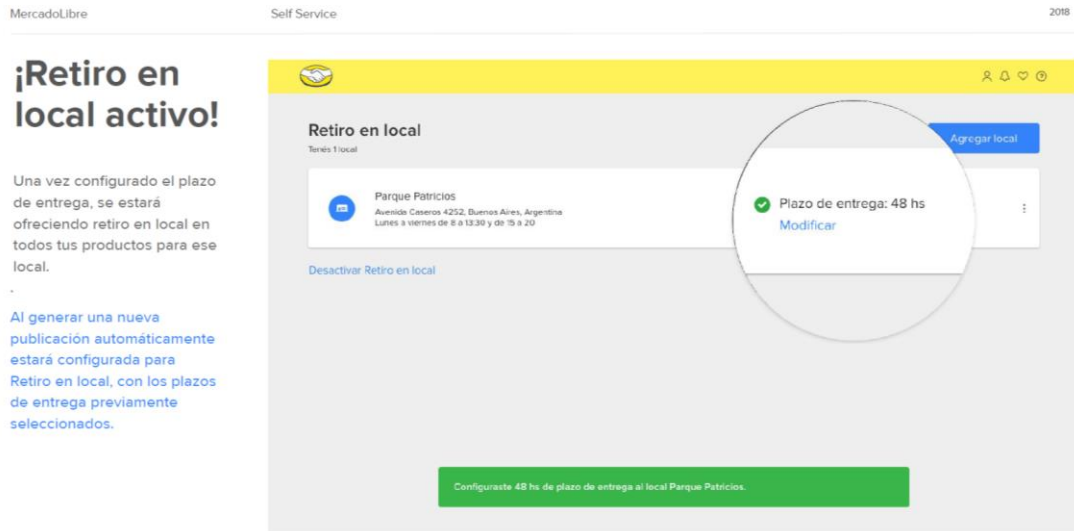 MercadoLibre
Self Service
2018
¡Retiro en
local activo!
Una vez configurado el plazo
de entrega, se estará
ofreciendo retiro en local en
todos tus productos para ese
local.
.
Al generar una nueva
publicación automáticamente
estará configurada para
Retiro en local, con los plazos
de entrega previamente
seleccionados.
Retiro en local
Tenés 1 local
Agregar local
Parque Patricios
Avenida Caseros 4252, Buenos Aires, Argentina
Lunes a viernes de 8 a 13:30 y de 15 a 20
Plazo de entrega: 48 hs
Modificar
Desactivar Retiro en local
Configuraste 48 hs de plazo de entrega al local Parque Patricios.